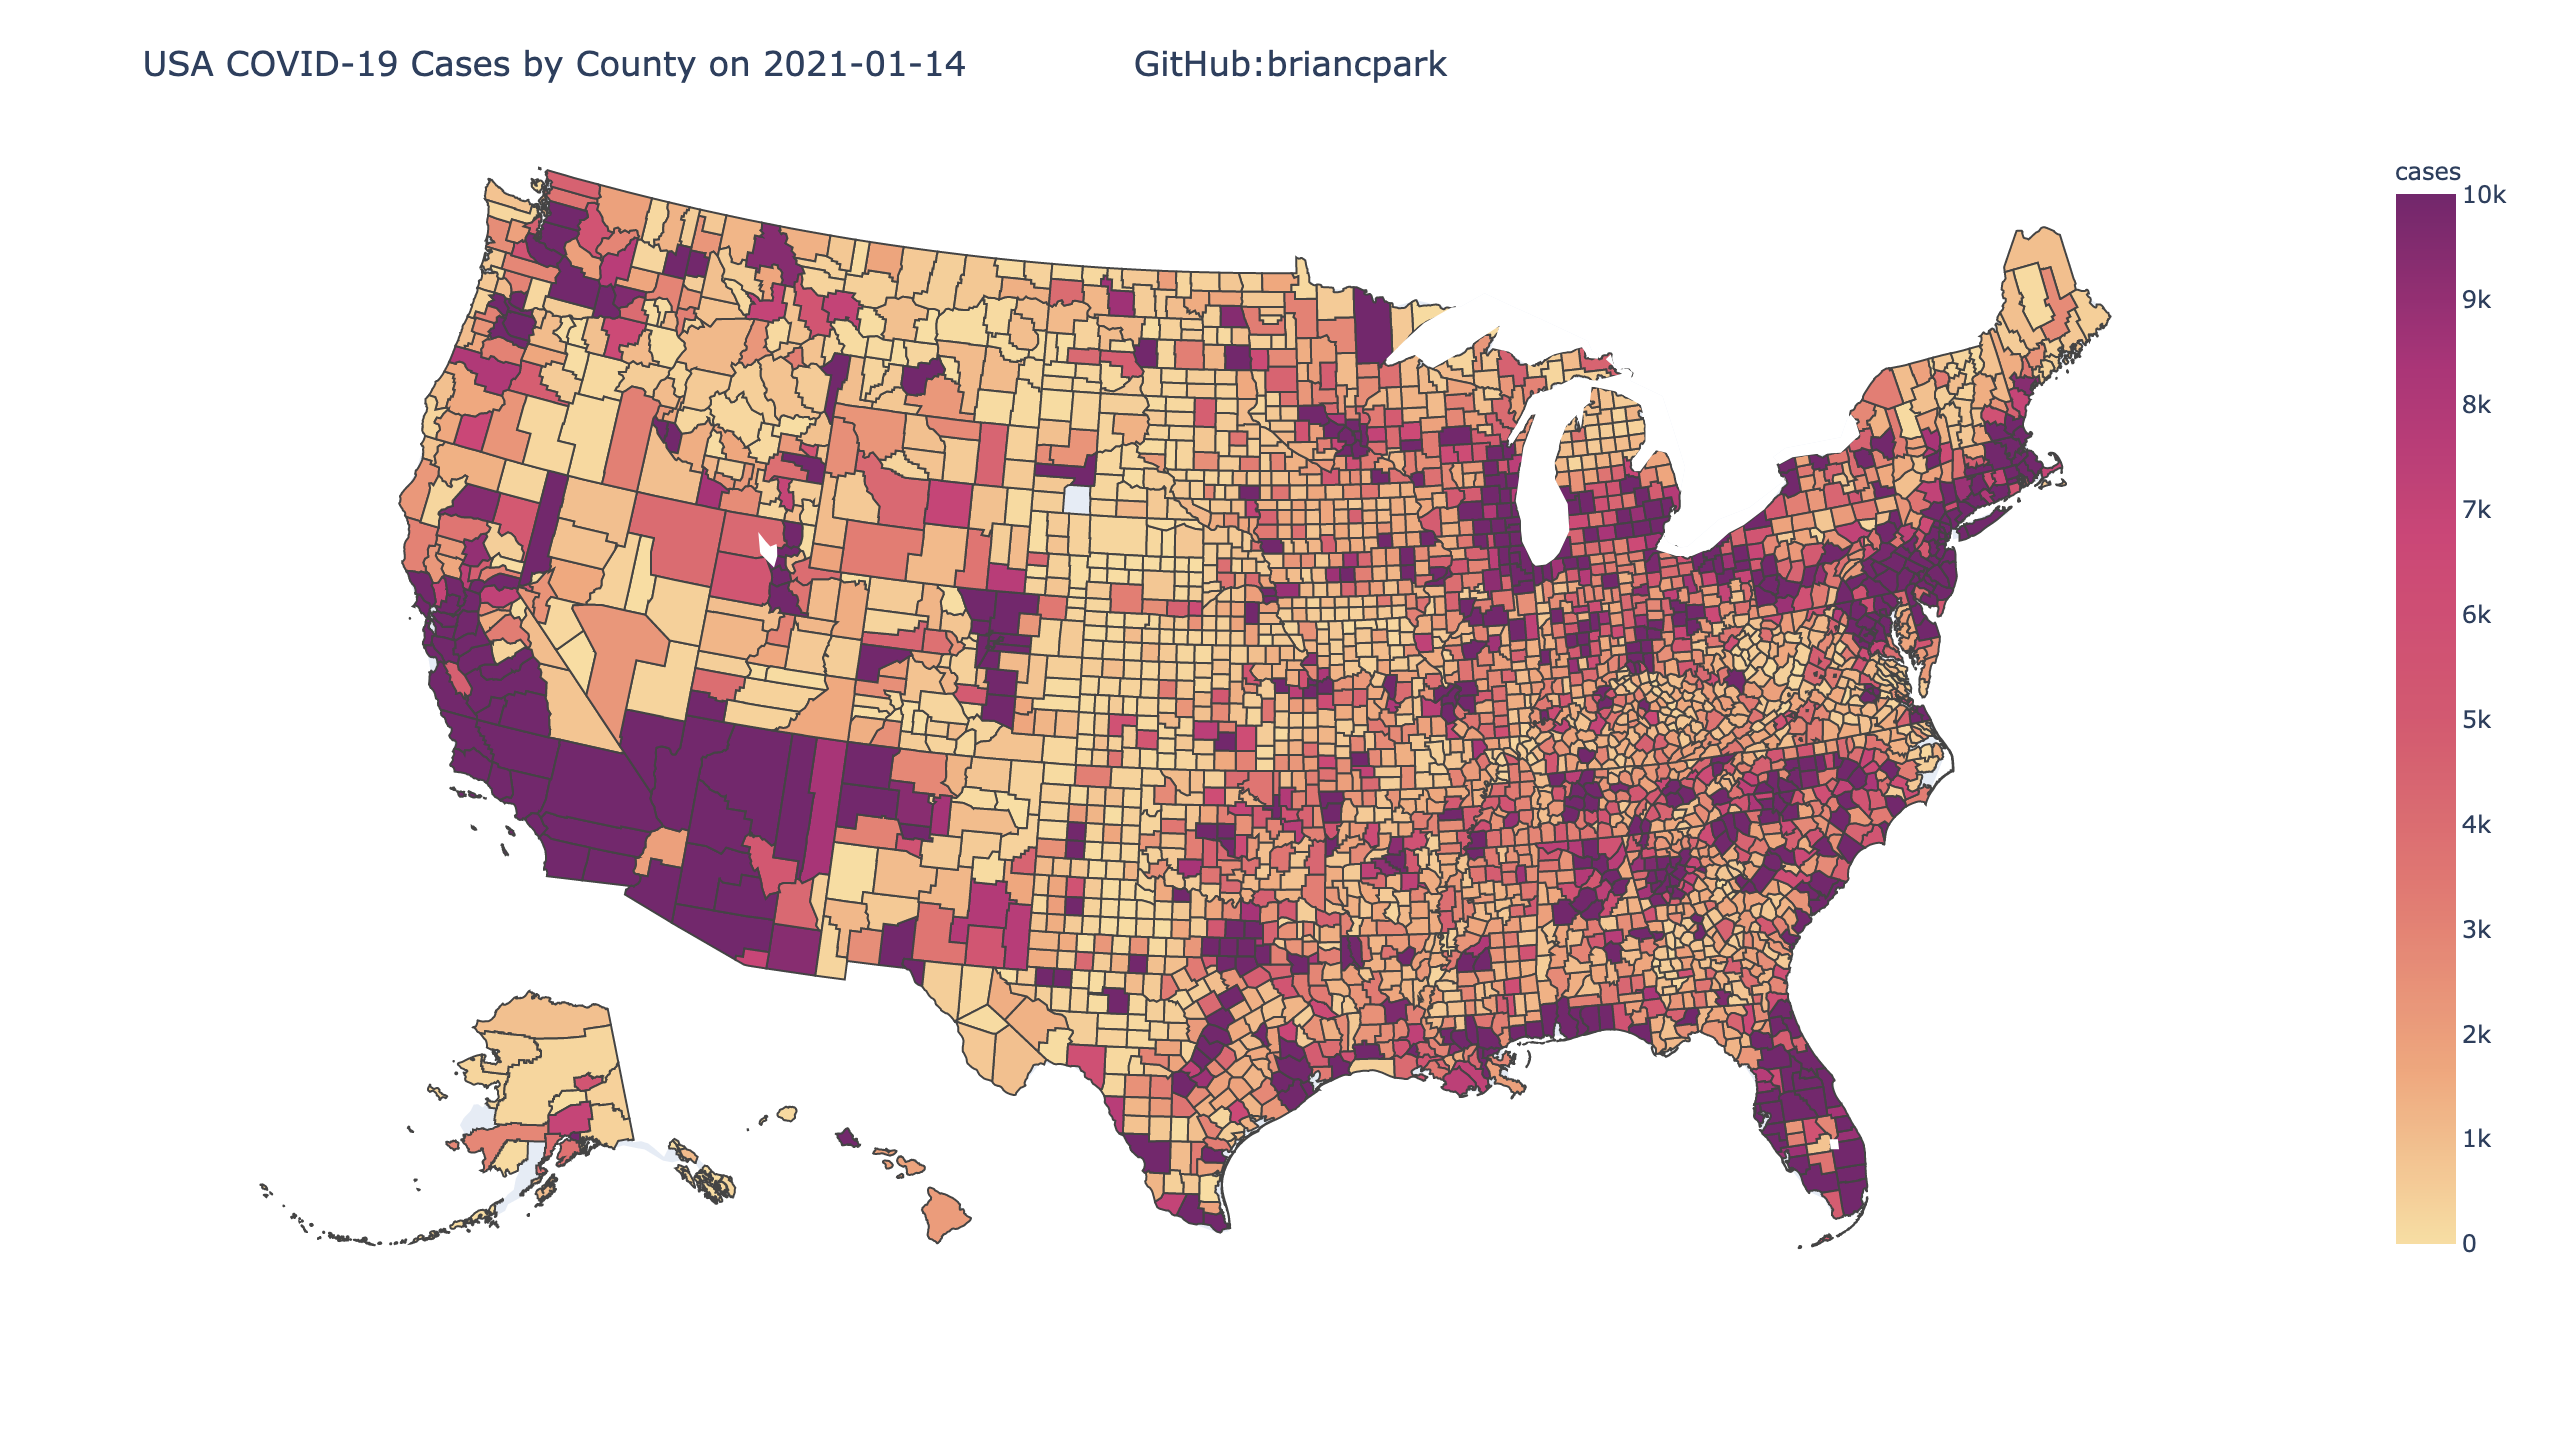 USA COVID-19 Cases by County on 2021-01-14 GitHub:briancpark
cases
10k
9k
8k
7k
6k
5k
4k
3k
2k
1k
0